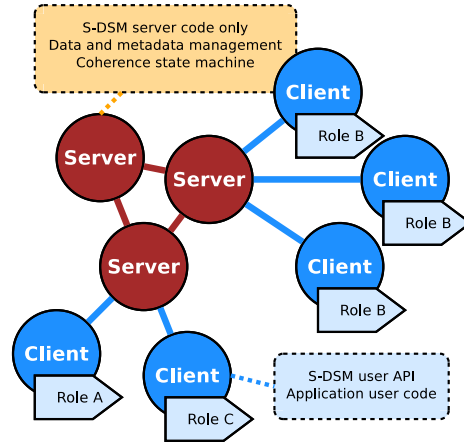 S-DSM server code only
Data and metadata management
Coherence state machine
Client
Role B
Server
Server
Client
Role B
Server
Client
Role B
Client
Role A
Client
Role C
S-DSM user API
Application user code